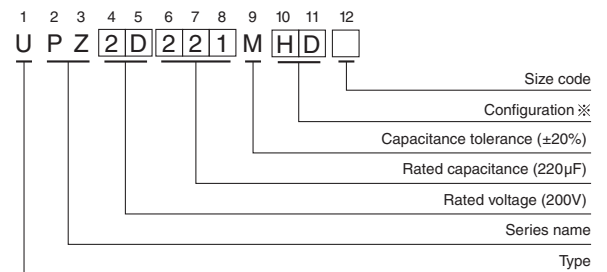 1 2 3 4 5 6 7 8 9 10 11 12
U P Z 2 D 2 2 1 M H D
Size code
Configuration ※
Capacitance tolerance (±20%)
Rated capacitance (220µF)
Rated voltage (200V)
Series name
Type